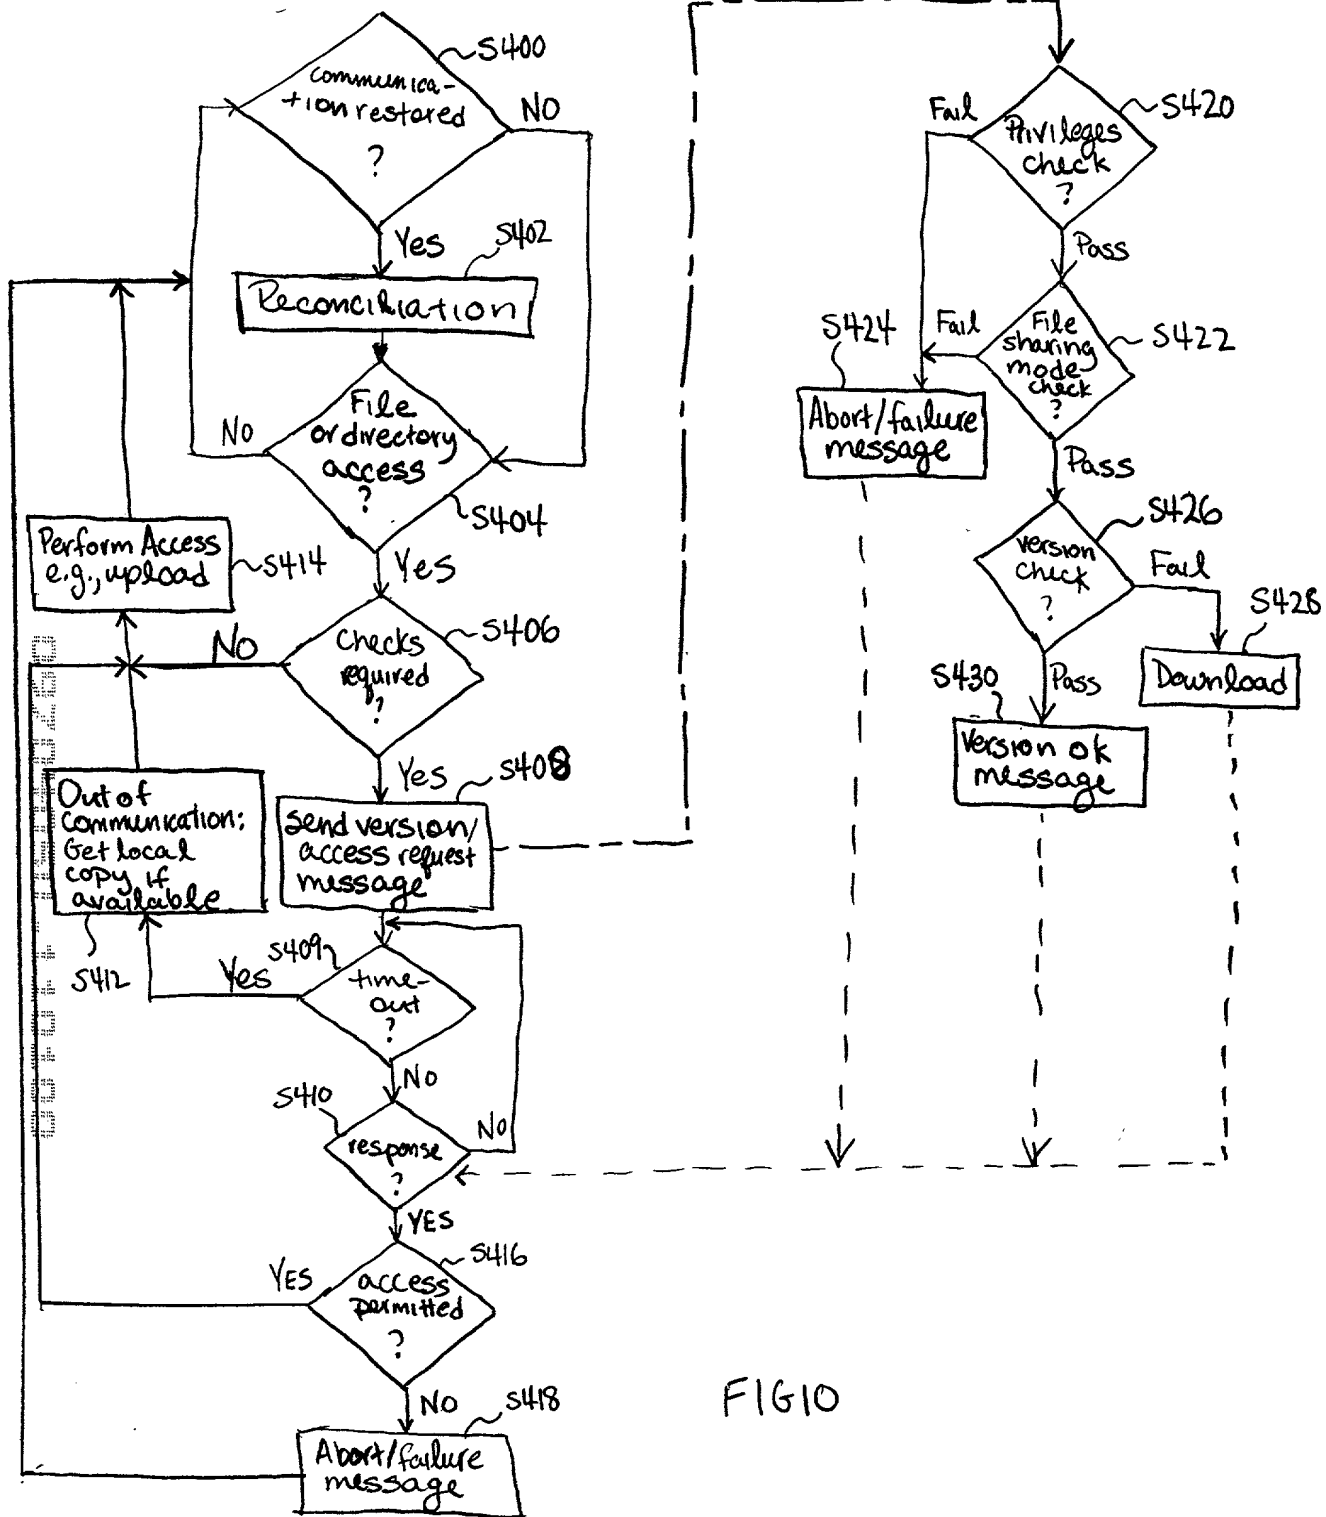 S400
communica-
tion restored
?
NO
Yes
S402
Reconciliation
File
or directory
access
?
No
S404
Yes
Perform Access
e.g., upload
S414
Checks
required
?
S406
No
Yes
S408
Send version/
access request
message
Out of
communication:
Get local
copy if
available
S412
S409
time-
out
?
Yes
NO
S410
response
?
No
YES
S416
access
permitted
?
YES
NO
S418
Abort/failure
message
S420
Privileges
check
?
Fail
Pass
S422
File
sharing
mode
check
?
Fail
S424
Abort/failure
message
Pass
S426
version
check
?
Fail
S428
Download
Pass
S430
Version ok
message
FIG10